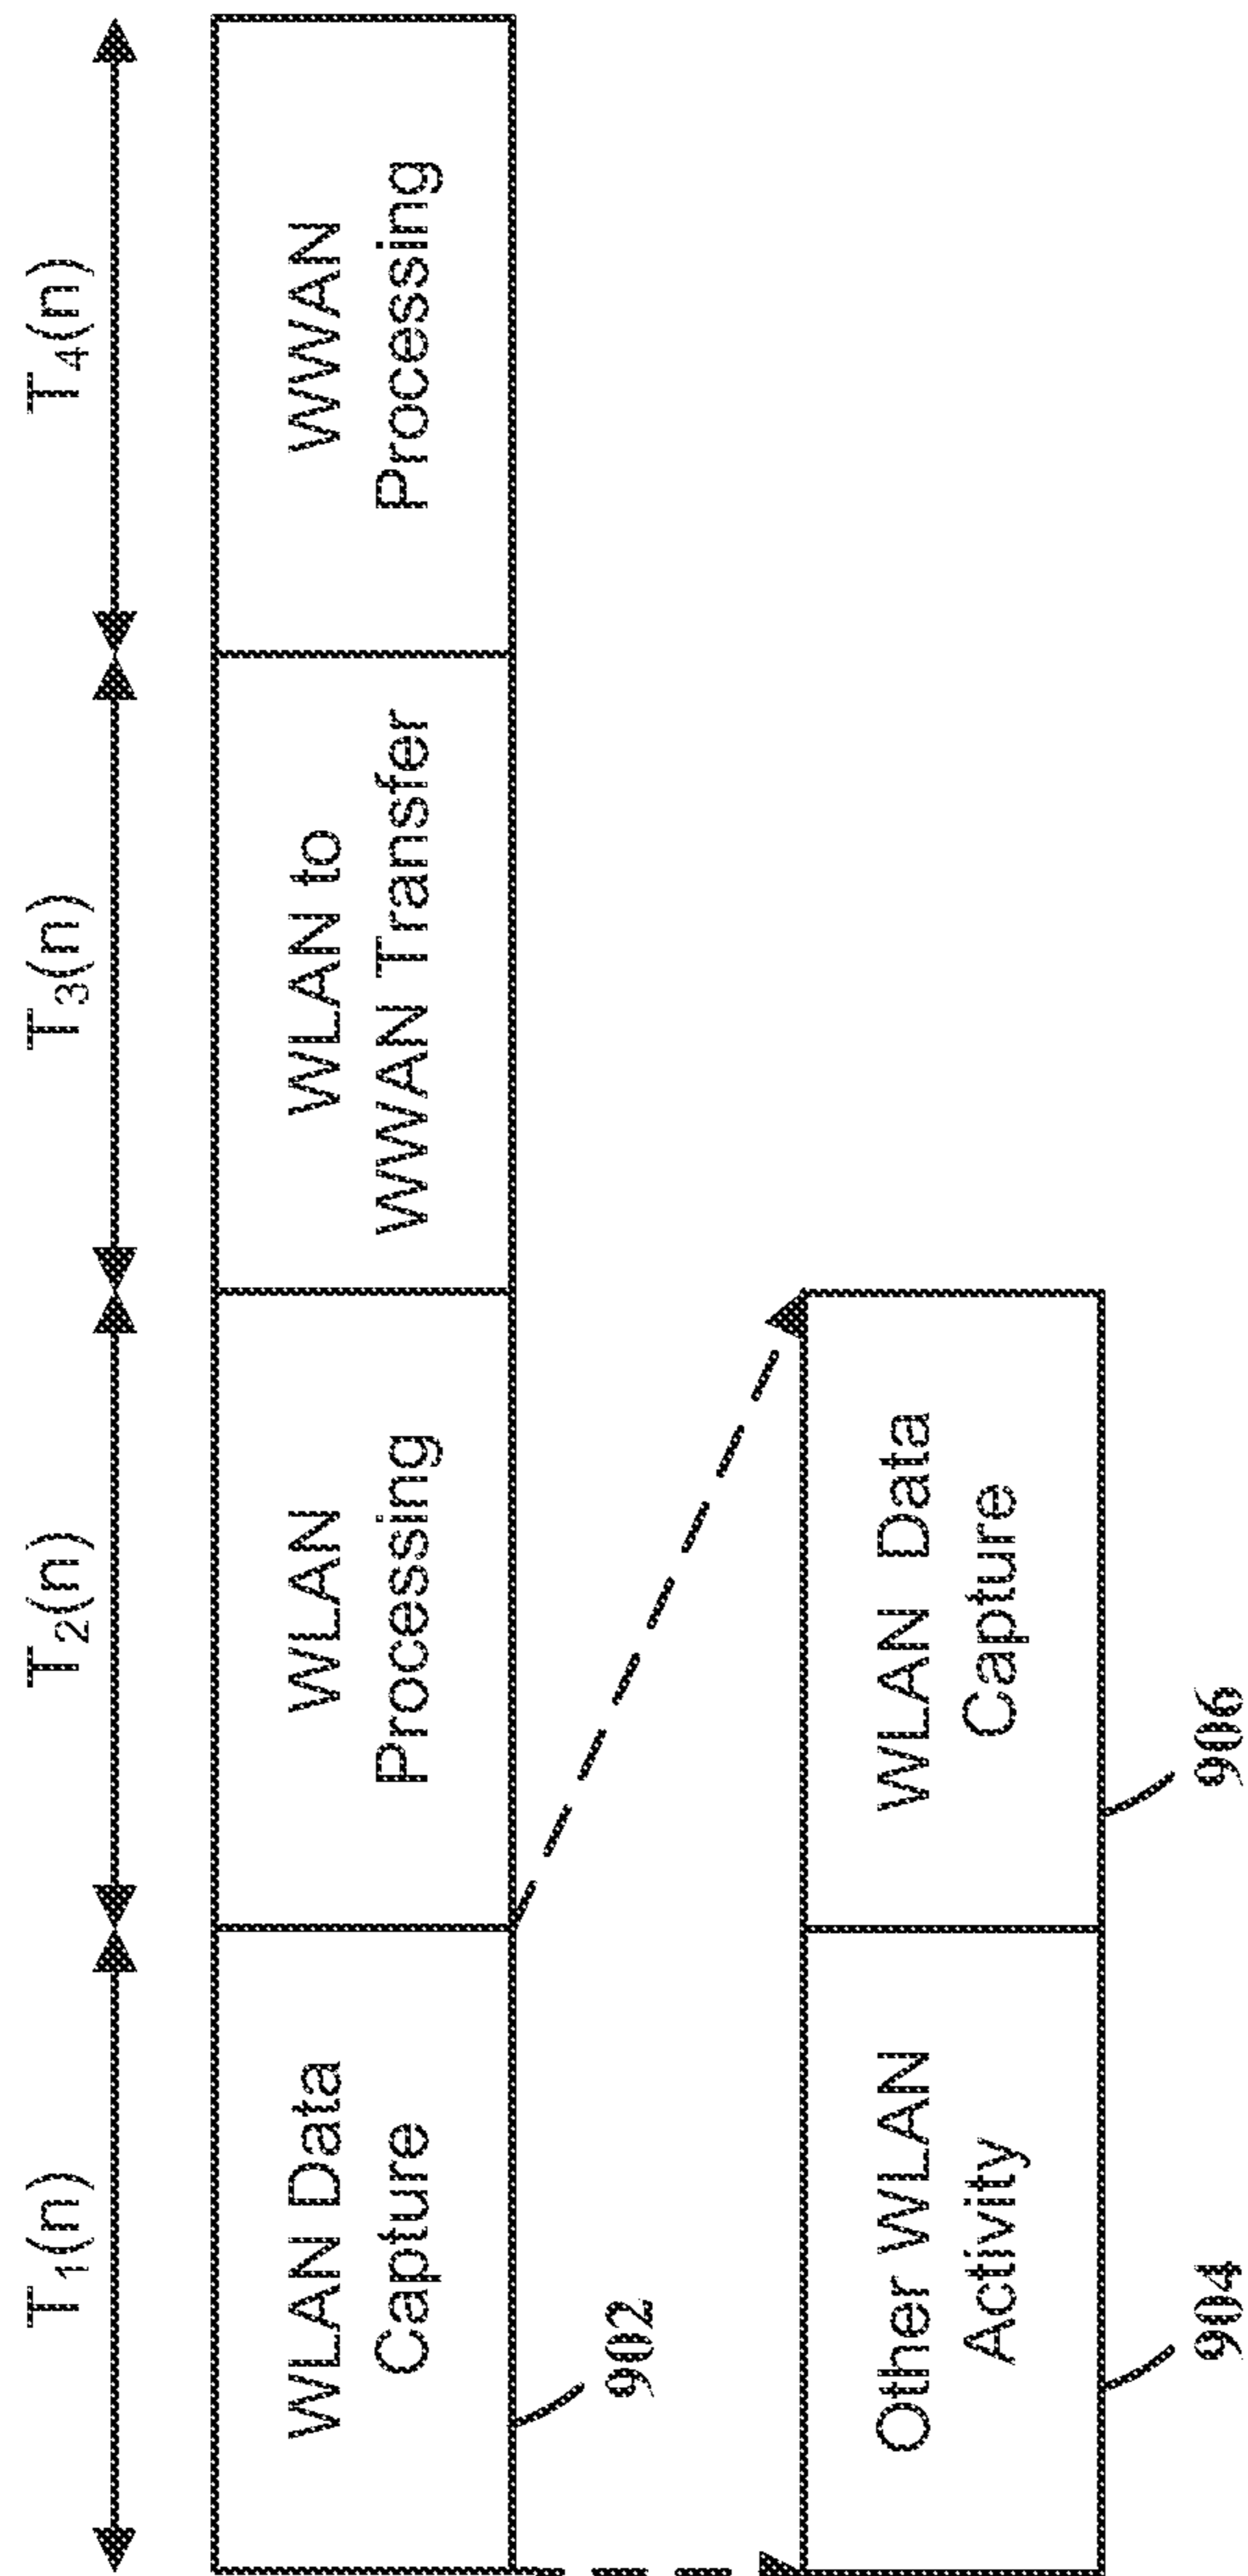 T₁(n) T₂(n) T₃(n) T₄(n)
WLAN Data
Capture
WLAN
Processing
WLAN to
WWAN Transfer
WWAN
Processing
902
Other WLAN
Activity
WLAN Data
Capture
904
906